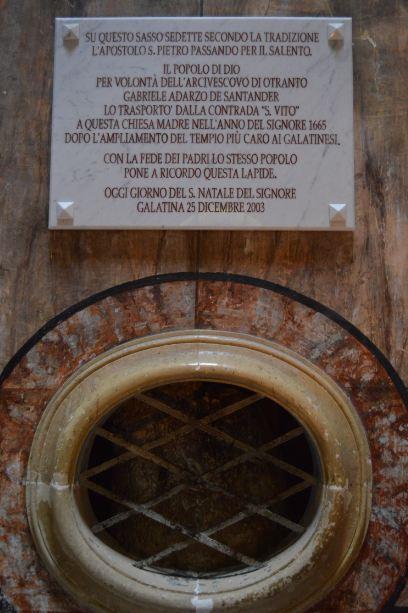 SU QUESTO SASSO SEDETTE SECONDO LA TRADIZIONE
L'APOSTOLO S. PIETRO PASSANDO PER IL SALENTO.
IL POPOLO DI DIO
PER VOLONTÀ DELL'ARCIVESCOVO DI OTRANTO
GABRIELE ADARZO DE SANTANDER
LO TRASPORTO' DALLA CONTRADA "S. VITO"
A QUESTA CHIESA MADRE NELL'ANNO DEL SIGNORE 1665
DOPO L'AMPLIAMENTO DEL TEMPIO PIÙ CARO AI GALATINESI.
CON LA FEDE DEI PADRI LO STESSO POPOLO
PONE A RICORDO QUESTA LAPIDE.
OGGI GIORNO DEL S. NATALE DEL SIGNORE
GALATINA 25 DICEMBRE 2003